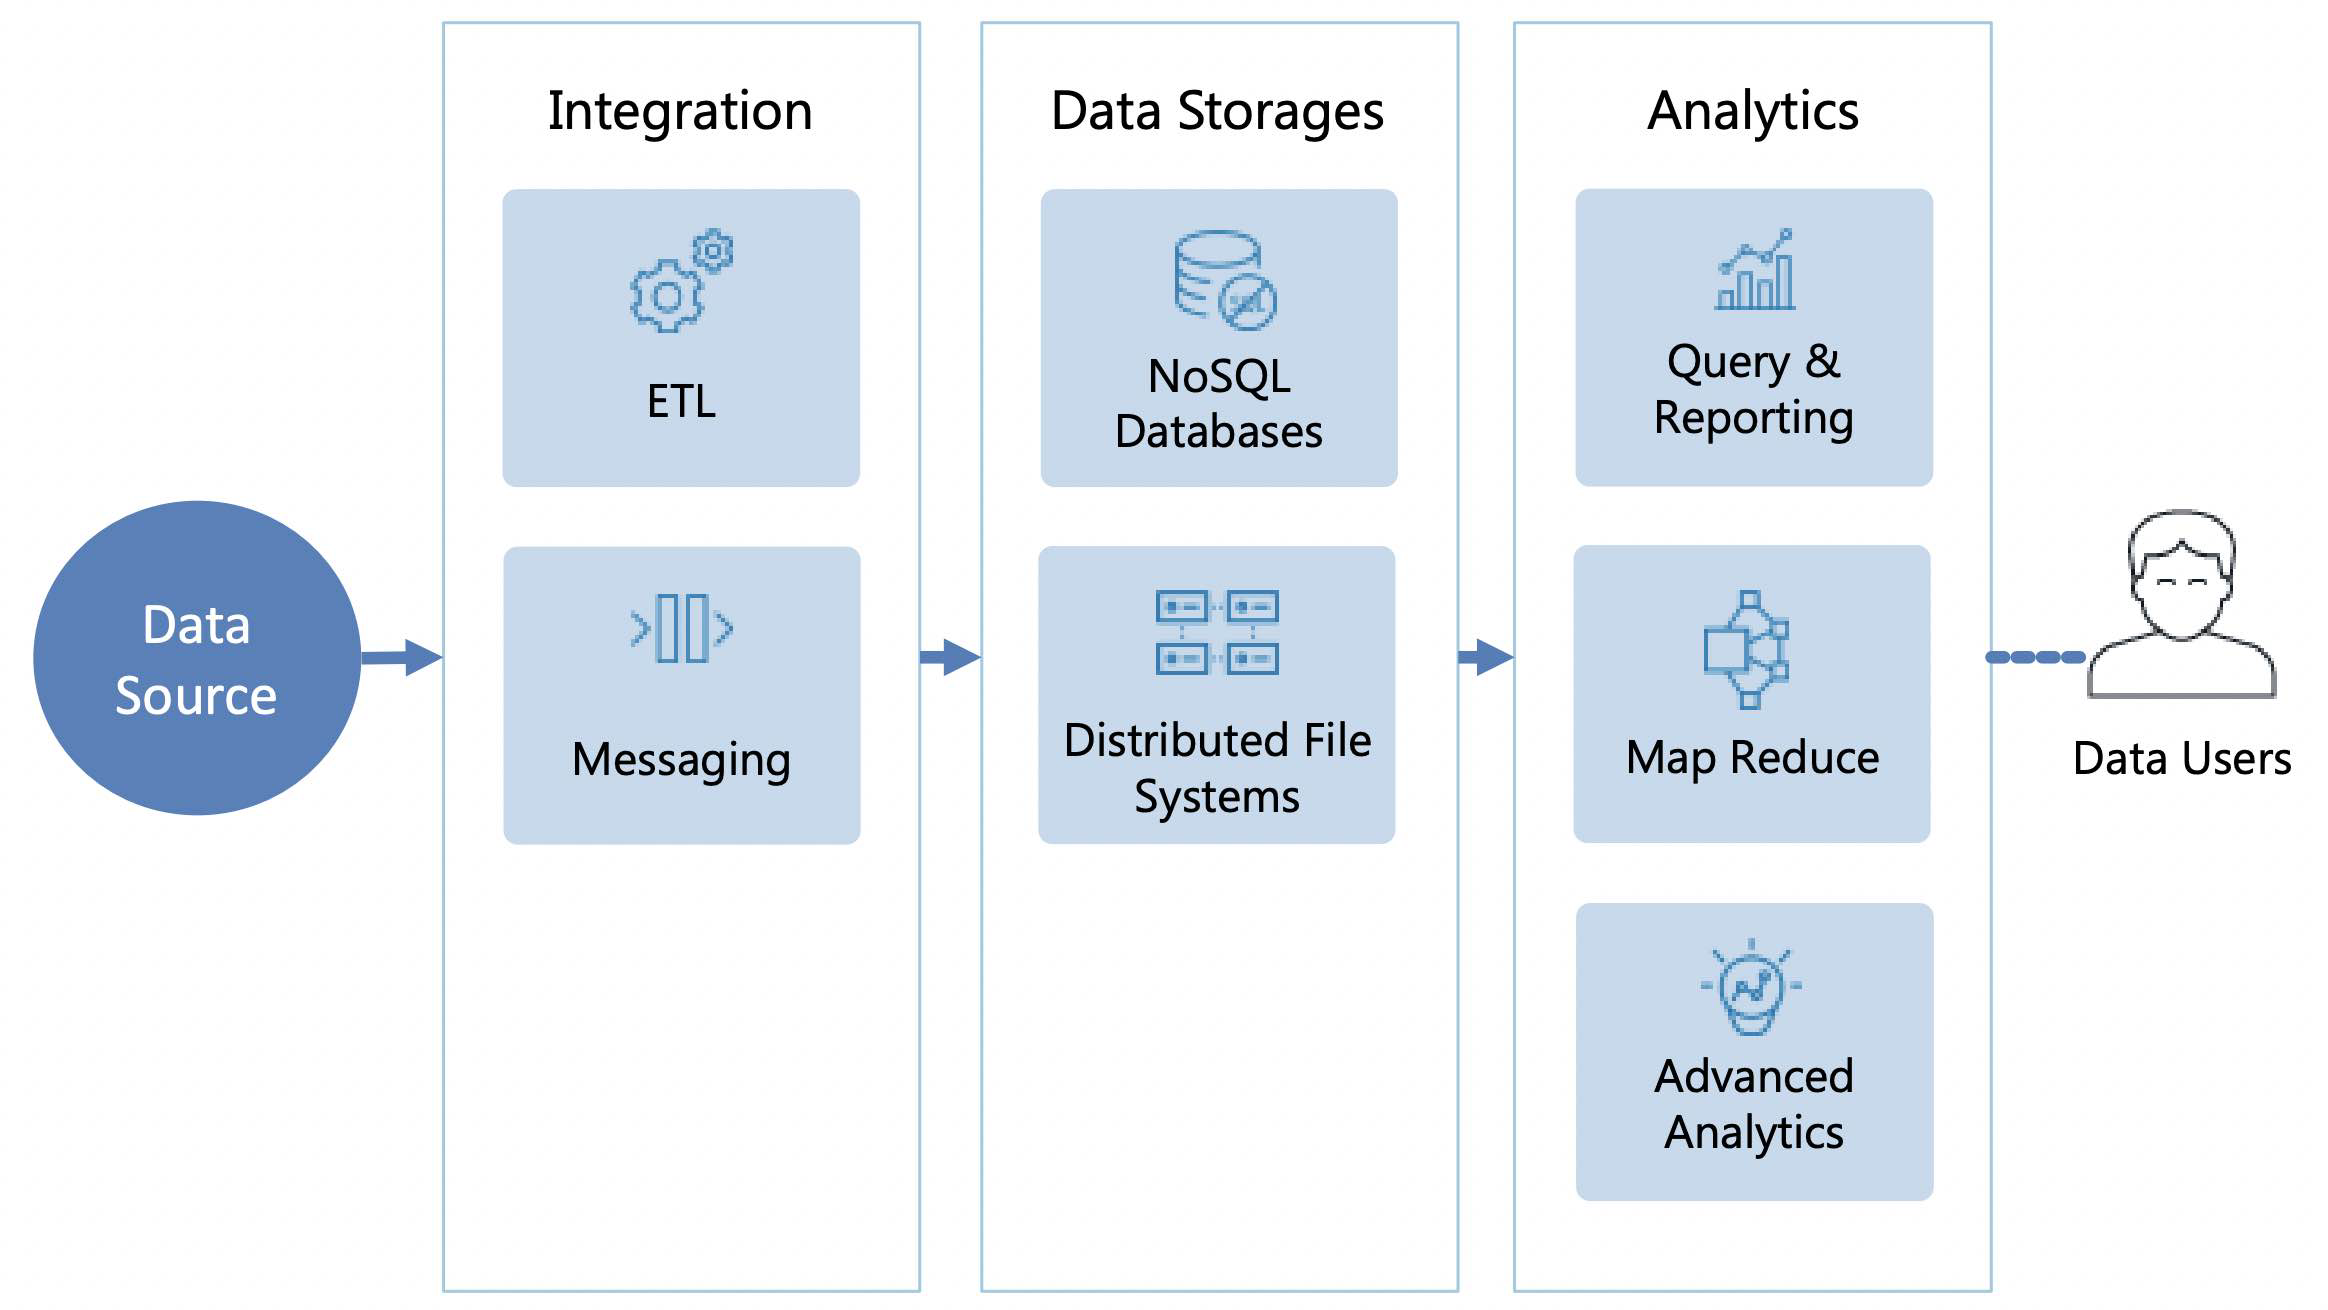 Integration
Data Storages
Analytics
ETL
NoSQL
Databases
Query &
Reporting
Data
Source
Messaging
Distributed File
Systems
Map Reduce
Data Users
Advanced
Analytics